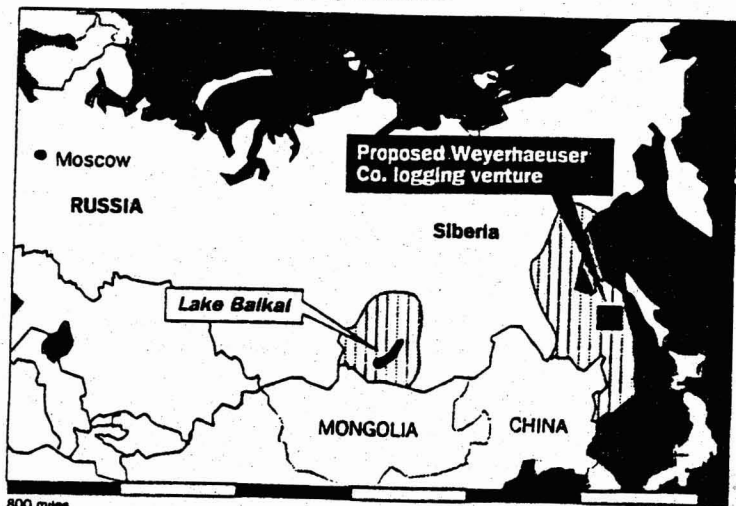 Moscow
RUSSIA
Proposed Weyerhaeuser
Co. logging venture
Siberia
Lake Baikal
MONGOLIA
CHINA
800 miles